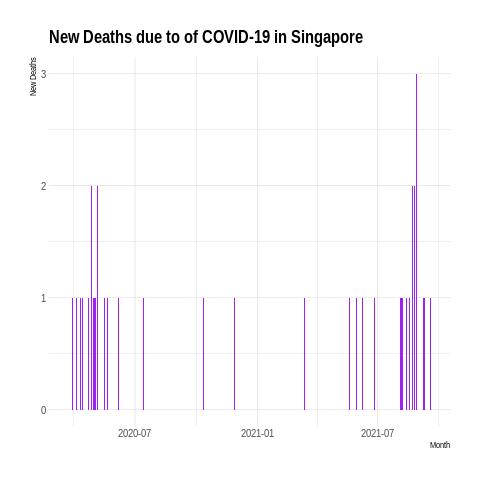 New Deaths due to of COVID-19 in Singapore
New Deaths
3
2
1
0
2020-07 2021-01 2021-07
Month